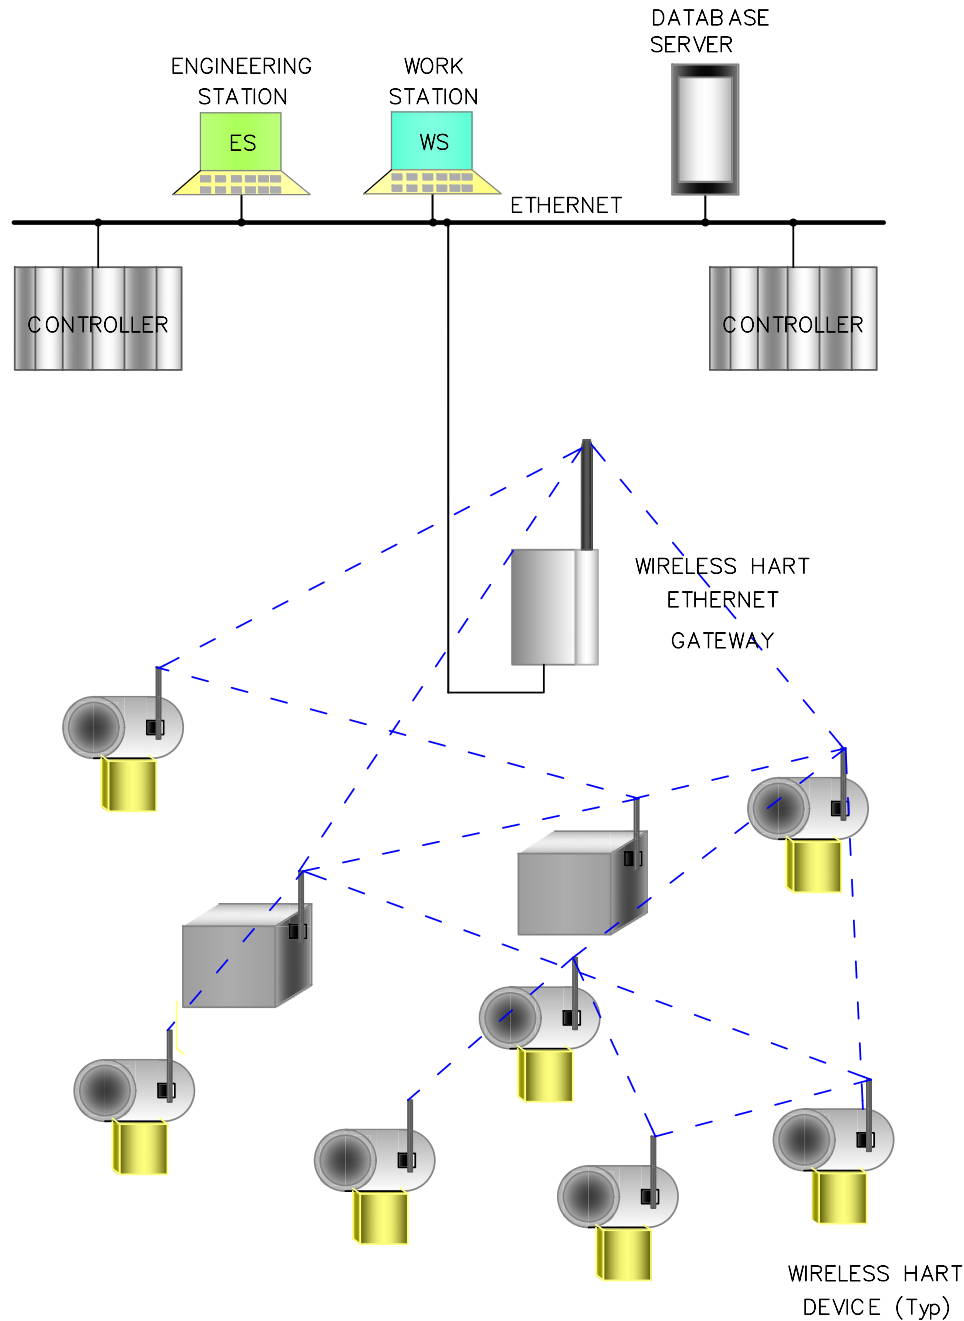 DATABASE
SERVER
ENGINEERING
STATION
WORK
STATION
ES
WS
ETHERNET
CONTROLLER
CONTROLLER
WIRELESS HART
ETHERNET
GATEWAY
WIRELESS HART
DEVICE (Typ)